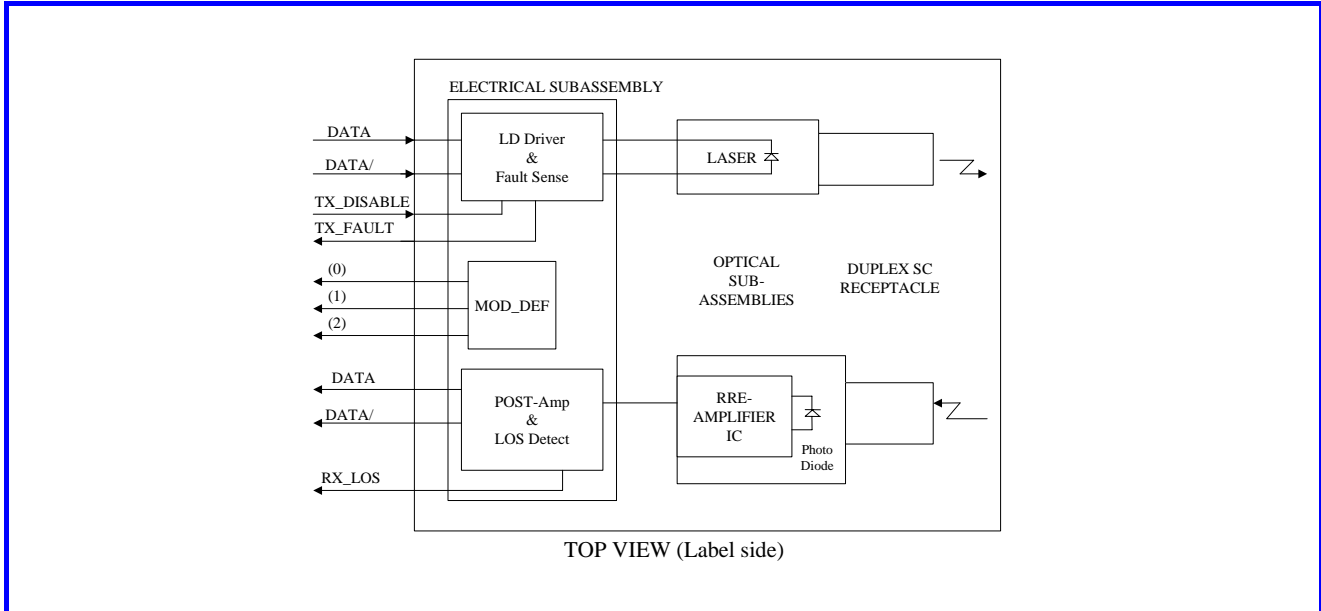 ELECTRICAL SUBASSEMBLY
DATA
DATA/
TX_DISABLE
TX_FAULT
LD Driver
&
Fault Sense
LASER
(0)
(1)
(2)
MOD_DEF
OPTICAL
SUB-
ASSEMBLIES
DUPLEX SC
RECEPTACLE
DATA
DATA/
RX_LOS
POST-Amp
&
LOS Detect
RRE-
AMPLIFIER
IC
Photo
Diode
TOP VIEW (Label side)